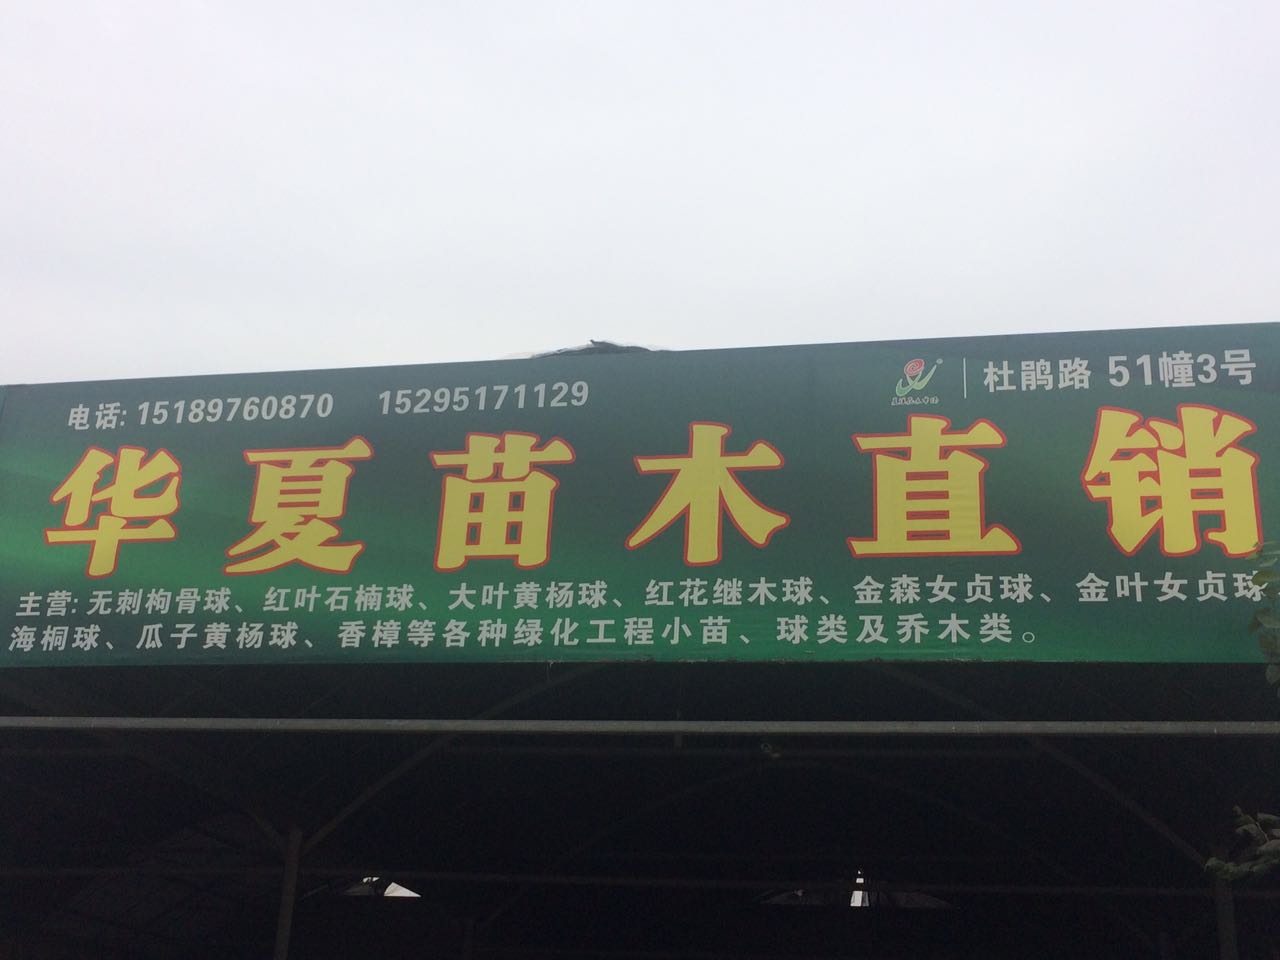 电话: 15189760870 15295171129
杜鹃路 51幢3号
华夏苗木直销
主营:无刺枸骨球、红叶石楠球、大叶黄杨球、红花继木球、金森女贞球、金叶女贞球
海桐球、瓜子黄杨球、香樟等各种绿化工程小苗、球类及乔木类。